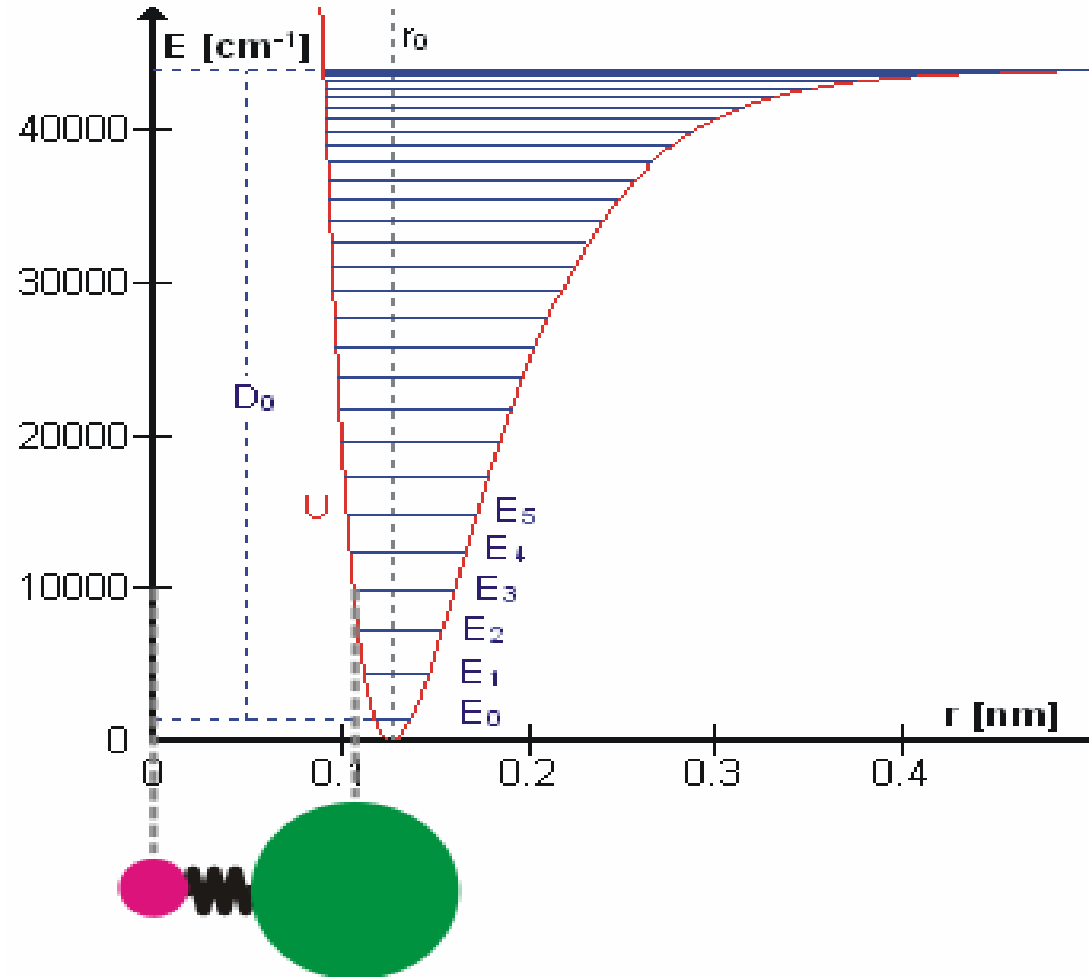 E [cm⁻¹]
r₀
40000
30000
D₀
20000
U
E₅
E₄
10000
E₃
E₂
E₁
E₀
r [nm]
0
0
0.1
0.2
0.3
0.4